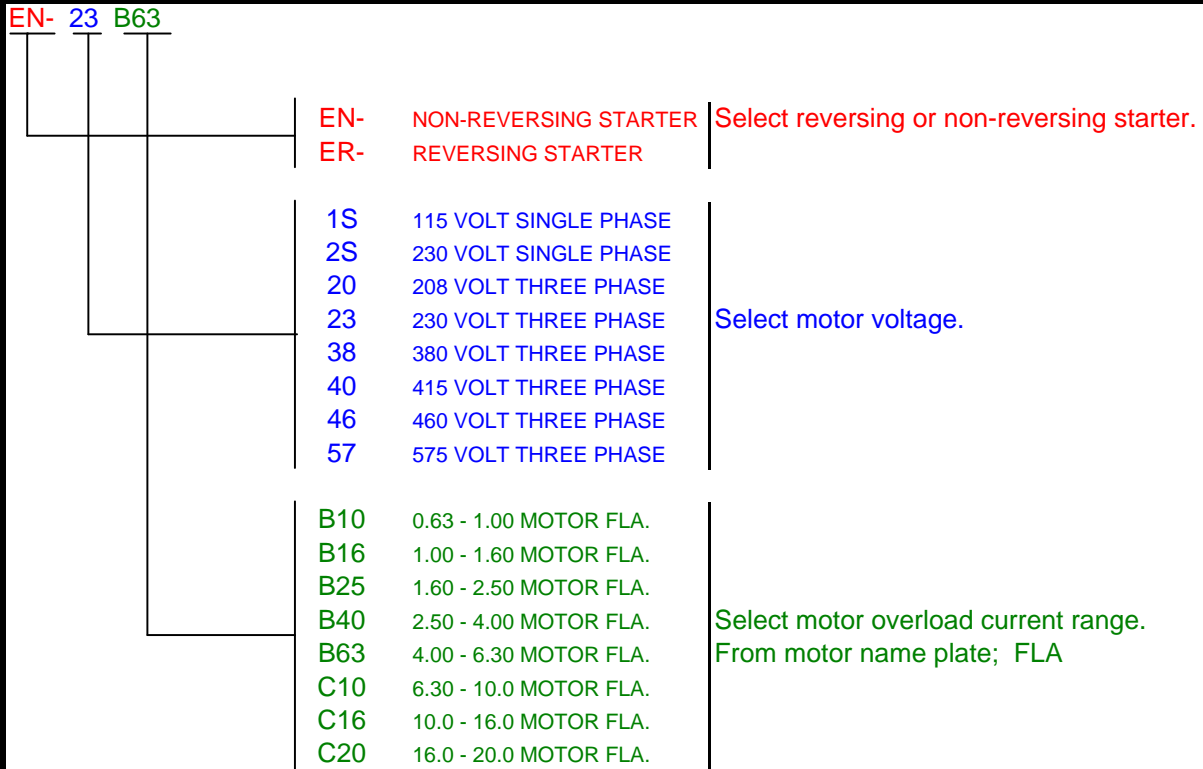 EN- 23 B63
EN- NON-REVERSING STARTER Select reversing or non-reversing starter.
ER- REVERSING STARTER
1S 115 VOLT SINGLE PHASE
2S 230 VOLT SINGLE PHASE
20 208 VOLT THREE PHASE
23 230 VOLT THREE PHASE Select motor voltage.
38 380 VOLT THREE PHASE
40 415 VOLT THREE PHASE
46 460 VOLT THREE PHASE
57 575 VOLT THREE PHASE
B10 0.63 - 1.00 MOTOR FLA.
B16 1.00 - 1.60 MOTOR FLA.
B25 1.60 - 2.50 MOTOR FLA.
B40 2.50 - 4.00 MOTOR FLA. Select motor overload current range.
B63 4.00 - 6.30 MOTOR FLA. From motor name plate; FLA
C10 6.30 - 10.0 MOTOR FLA.
C16 10.0 - 16.0 MOTOR FLA.
C20 16.0 - 20.0 MOTOR FLA.